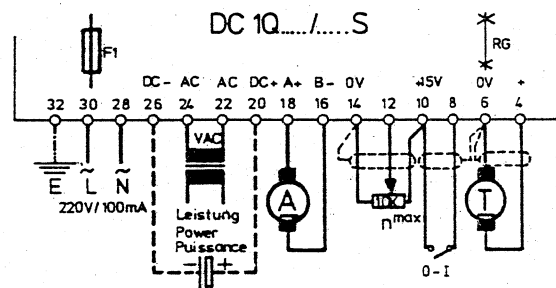 DC 1Q...../.....S
F1
RG
DC- AC AC DC+ A+ B- 0V +15V 0V +
32 30 28 26 24 22 20 18 16 14 12 10 8 6 4
VAC
E L N
~ ~
220V/100mA
A
10K
T
n max
Leistung
Power
Puissance
- +
0-I